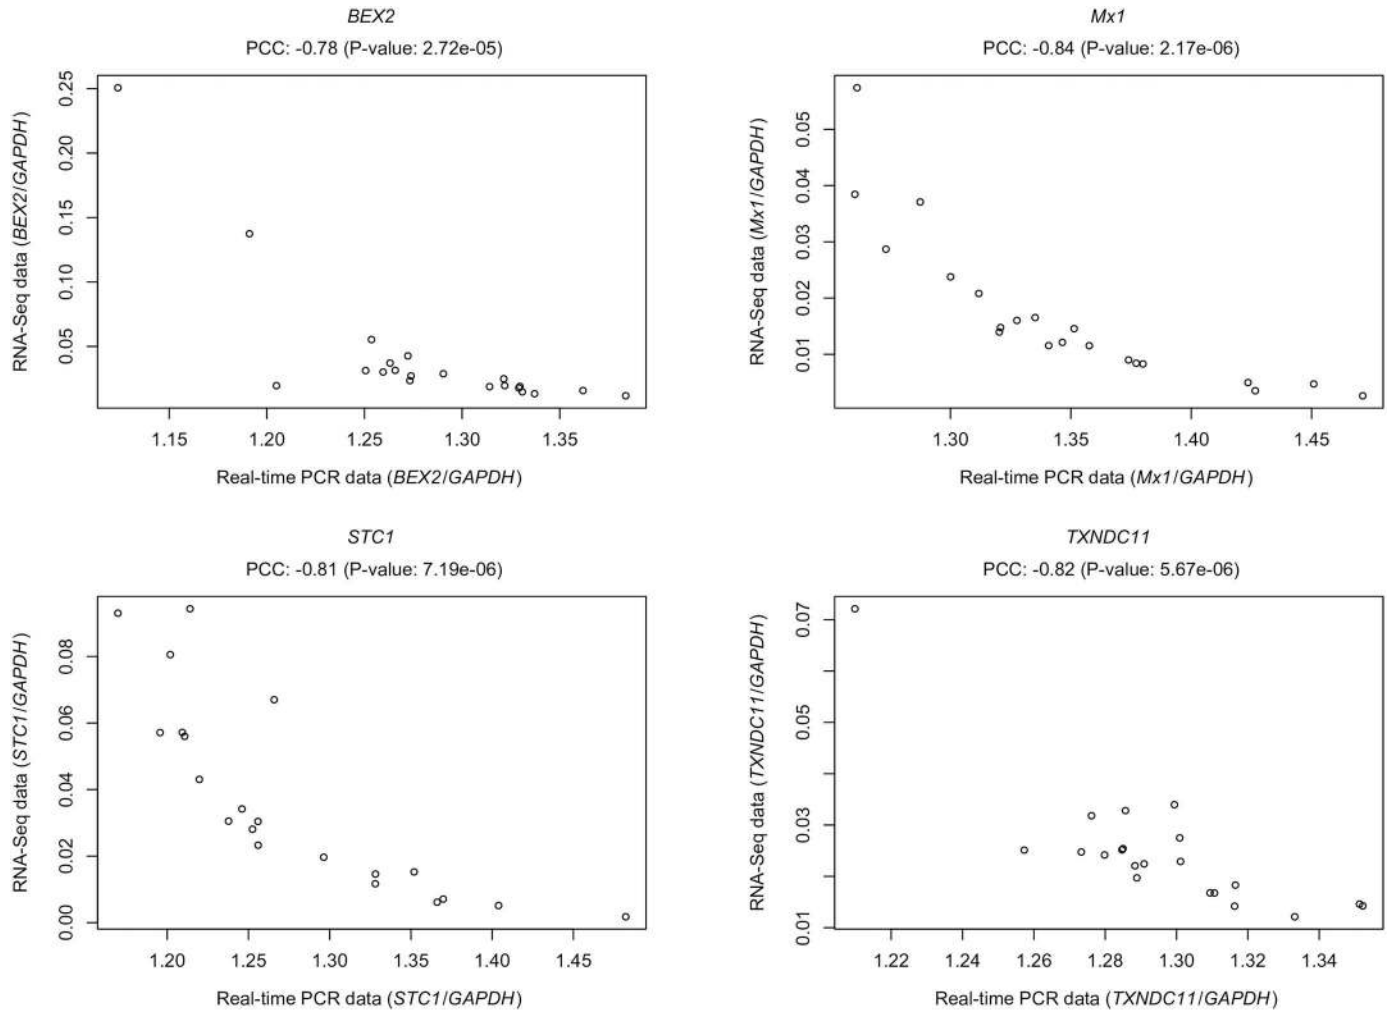 BEX2
PCC: -0.78 (P-value: 2.72e-05)
RNA-Seq data (BEX2/GAPDH)
0.25
0.20
0.15
0.10
0.05
1.15 1.20 1.25 1.30 1.35
Real-time PCR data (BEX2/GAPDH)
Mx1
PCC: -0.84 (P-value: 2.17e-06)
RNA-Seq data (Mx1/GAPDH)
0.05
0.04
0.03
0.02
0.01
1.30 1.35 1.40 1.45
Real-time PCR data (Mx1/GAPDH)
STC1
PCC: -0.81 (P-value: 7.19e-06)
RNA-Seq data (STC1/GAPDH)
0.08
0.06
0.04
0.02
0.00
1.20 1.25 1.30 1.35 1.40 1.45
Real-time PCR data (STC1/GAPDH)
TXNDC11
PCC: -0.82 (P-value: 5.67e-06)
RNA-Seq data (TXNDC11/GAPDH)
0.07
0.05
0.03
0.01
1.22 1.24 1.26 1.28 1.30 1.32 1.34
Real-time PCR data (TXNDC11/GAPDH)